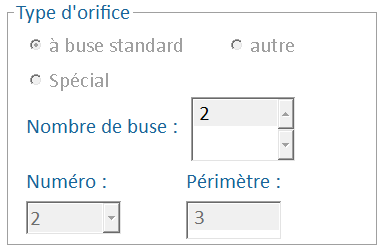 Type d'orifice
à buse standard autre
Spécial
Nombre de buse : 2
Numéro : Périmètre :
2 3